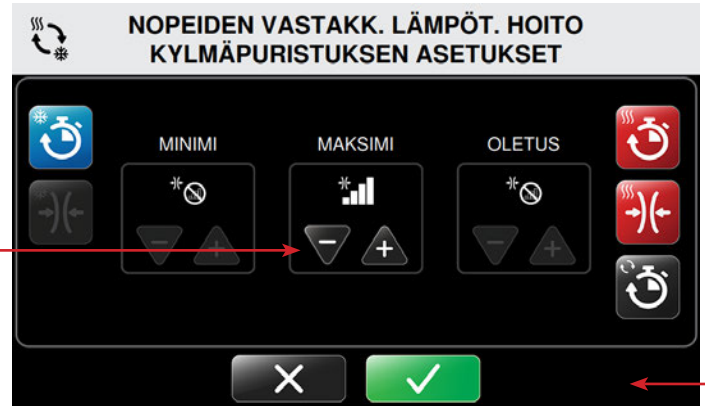 NOPEIDEN VASTAKK. LÄMPÖT. HOITO
KYLMÄPURISTUKSEN ASETUKSET
MINIMI MAKSIMI OLETUS